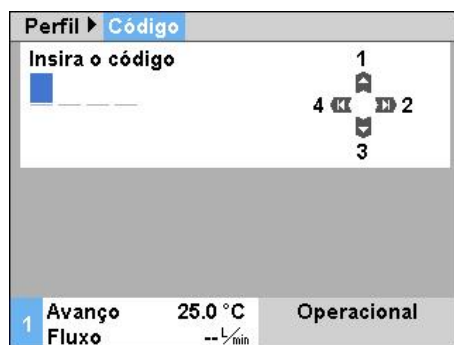 Perfil Código
Insira o código
1
4 2
3
1 Avanço 25.0 °C Operacional
Fluxo -- L/min